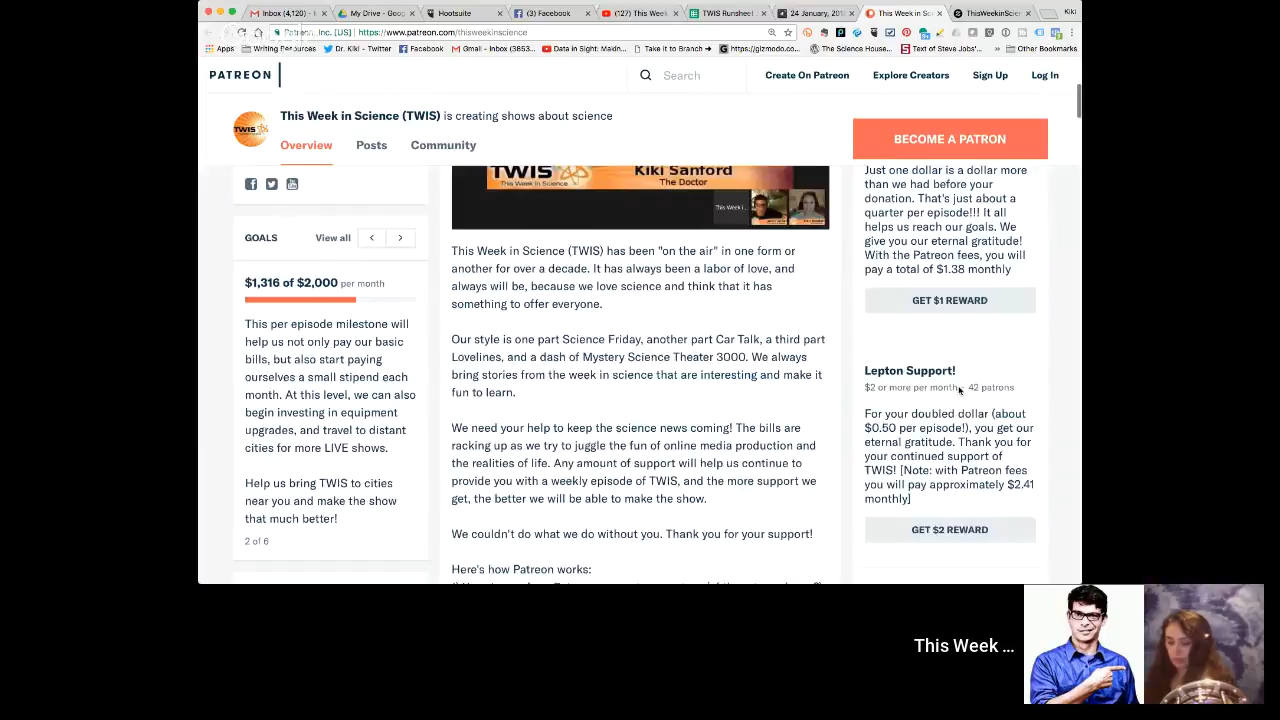 Inbox (4,120)
My Drive - Goog
Hootsuite
(3) Facebook
(127) This Week
TWIS Runsheet
24 January, 2018
This Week in Sc
ThisWeekinScien
Kiki
Patreon, Inc. [US] | https://www.patreon.com/thisweekinscience
Apps
Writing Resources
Dr. Kiki - Twitter
Facebook
Gmail - Inbox (3853...
Data in Sight: Makin...
Take it to Branch
https://gizmodo.co...
The Science House...
Text of Steve Jobs'...
Other Bookmarks
PATREON
Search
Create On Patreon
Explore Creators
Sign Up
Log In
TWIS
This Week in Science (TWIS) is creating shows about science
Overview
Posts
Community
BECOME A PATRON
GOALS
View all
$1,316 of $2,000 per month
This per episode milestone will
help us not only pay our basic
bills, but also start paying
ourselves a small stipend each
month. At this level, we can also
begin investing in equipment
upgrades, and travel to distant
cities for more LIVE shows.
Help us bring TWIS to cities
near you and make the show
that much better!
2 of 6
TWIS
This Week in Science
Kiki Sanford
The Doctor
This Week i...
This Week in Science (TWIS) has been "on the air" in one form or
another for over a decade. It has always been a labor of love, and
always will be, because we love science and think that it has
something to offer everyone.
Our style is one part Science Friday, another part Car Talk, a third part
Lovelines, and a dash of Mystery Science Theater 3000. We always
bring stories from the week in science that are interesting and make it
fun to learn.
We need your help to keep the science news coming! The bills are
racking up as we try to juggle the fun of online media production and
the realities of life. Any amount of support will help us continue to
provide you with a weekly episode of TWIS, and the more support we
get, the better we will be able to make the show.
We couldn't do what we do without you. Thank you for your support!
Here's how Patreon works:
Just one dollar is a dollar more
than we had before your
donation. That's just about a
quarter per episode!!! It all
helps us reach our goals. We
give you our eternal gratitude!
With the Patreon fees, you will
pay a total of $1.38 monthly
GET $1 REWARD
Lepton Support!
$2 or more per month · 42 patrons
For your doubled dollar (about
$0.50 per episode!), you get our
eternal gratitude. Thank you for
your continued support of
TWIS! [Note: with Patreon fees
you will pay approximately $2.41
monthly]
GET $2 REWARD
This Week ...